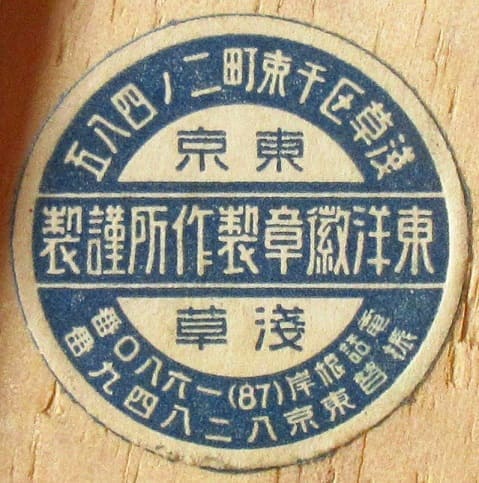 淺草区千束町二ノ四八五
東京
東洋徽章製作所謹製
淺草
電話根岸(87)一六八〇番
振替東京八二八四九番